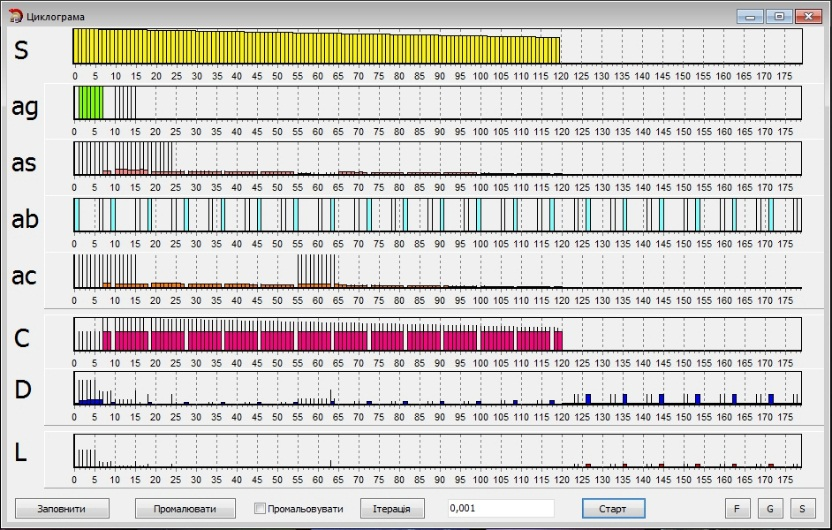 Циклограма
S
0 5 10 15 20 25 30 35 40 45 50 55 60 65 70 75 80 85 90 95 100 105 110 115 120 125 130 135 140 145 150 155 160 165 170 175
ag
0 5 10 15 20 25 30 35 40 45 50 55 60 65 70 75 80 85 90 95 100 105 110 115 120 125 130 135 140 145 150 155 160 165 170 175
as
0 5 10 15 20 25 30 35 40 45 50 55 60 65 70 75 80 85 90 95 100 105 110 115 120 125 130 135 140 145 150 155 160 165 170 175
ab
0 5 10 15 20 25 30 35 40 45 50 55 60 65 70 75 80 85 90 95 100 105 110 115 120 125 130 135 140 145 150 155 160 165 170 175
ac
0 5 10 15 20 25 30 35 40 45 50 55 60 65 70 75 80 85 90 95 100 105 110 115 120 125 130 135 140 145 150 155 160 165 170 175
C
0 5 10 15 20 25 30 35 40 45 50 55 60 65 70 75 80 85 90 95 100 105 110 115 120 125 130 135 140 145 150 155 160 165 170 175
D
0 5 10 15 20 25 30 35 40 45 50 55 60 65 70 75 80 85 90 95 100 105 110 115 120 125 130 135 140 145 150 155 160 165 170 175
L
0 5 10 15 20 25 30 35 40 45 50 55 60 65 70 75 80 85 90 95 100 105 110 115 120 125 130 135 140 145 150 155 160 165 170 175
Заповнити Промалювати Промальовувати Ітерація 0,001 Старт F G S